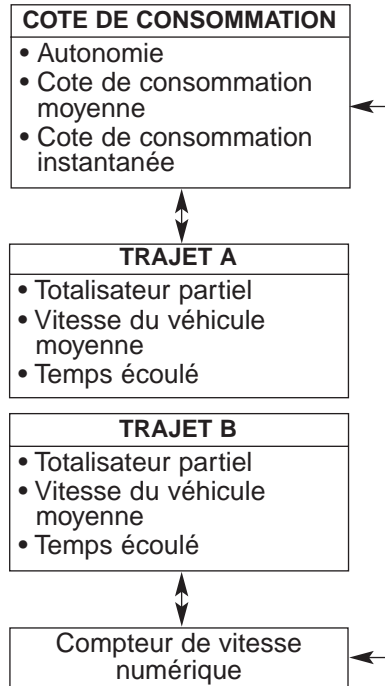 COTE DE CONSOMMATION
• Autonomie
• Cote de consommation
moyenne
• Cote de consommation
instantanée
TRAJET A
• Totalisateur partiel
• Vitesse du véhicule
moyenne
• Temps écoulé
TRAJET B
• Totalisateur partiel
• Vitesse du véhicule
moyenne
• Temps écoulé
Compteur de vitesse
numérique